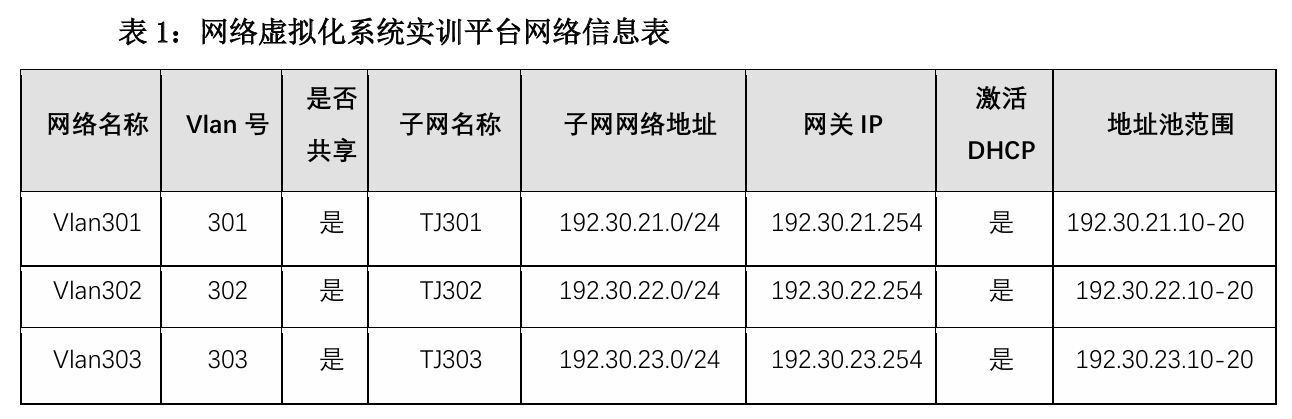 表 1：网络虚拟化系统实训平台网络信息表
网络名称 Vlan 号 是否共享 子网名称 子网网络地址 网关 IP 激活DHCP 地址池范围
Vlan301 301 是 TJ301 192.30.21.0/24 192.30.21.254 是 192.30.21.10-20
Vlan302 302 是 TJ302 192.30.22.0/24 192.30.22.254 是 192.30.22.10-20
Vlan303 303 是 TJ303 192.30.23.0/24 192.30.23.254 是 192.30.23.10-20